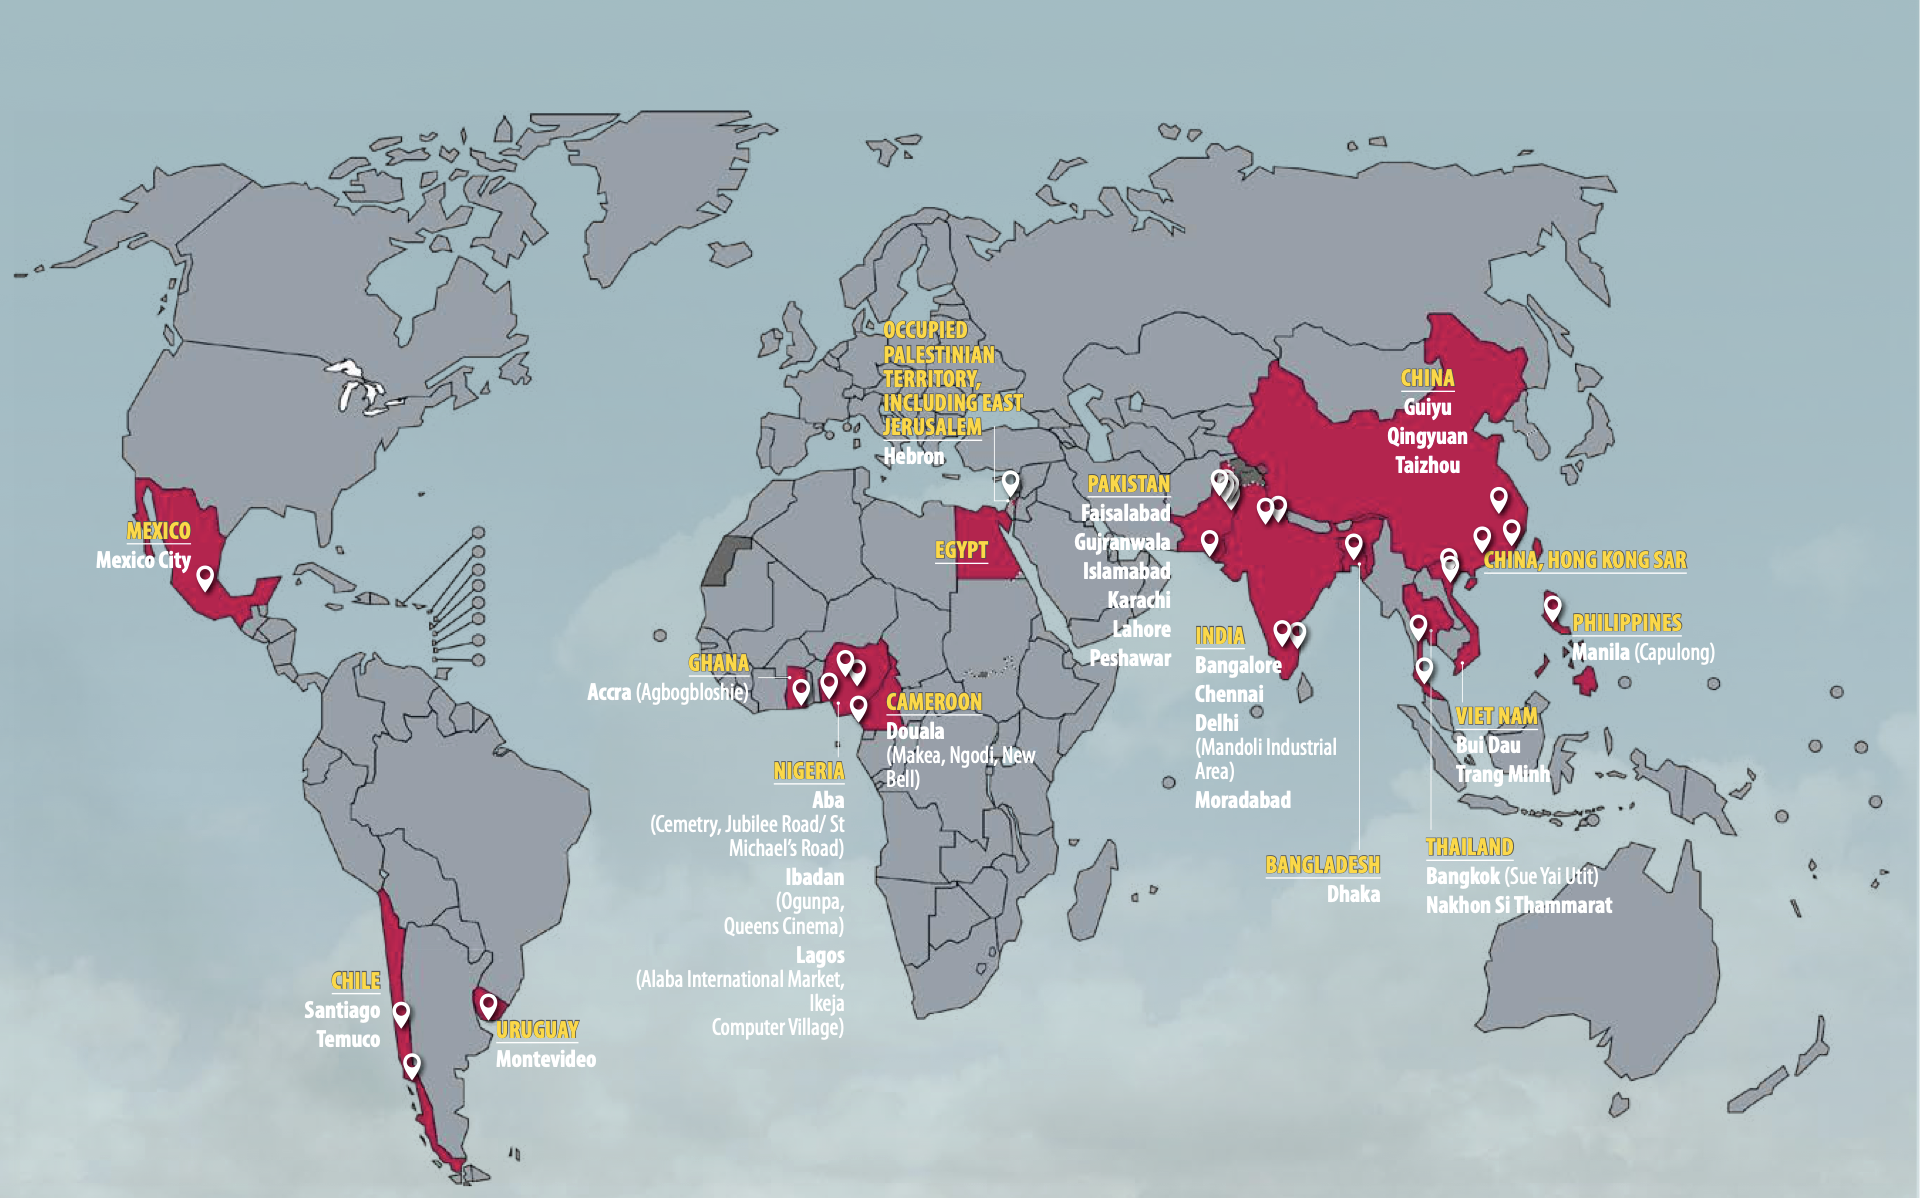 OCCUPIED
PALESTINIAN
TERRITORY,
INCLUDING EAST
JERUSALEM
Hebron
CHINA
Guiyu
Qingyuan
Taizhou
PAKISTAN
Faisalabad
Gujranwala
Islamabad
Karachi
Lahore
Peshawar
MEXICO
Mexico City
EGYPT
CHINA, HONG KONG SAR
PHILIPPINES
Manila (Capulong)
INDIA
Bangalore
Chennai
Delhi
(Mandoli Industrial
Area)
Moradabad
GHANA
Accra (Agbogbloshie)
CAMEROON
Douala
(Makea, Ngodi, New
Bell)
VIET NAM
Bui Dau
Trang Minh
NIGERIA
Aba
(Cemetry, Jubilee Road/ St
Michael's Road)
Ibadan
(Ogunpa,
Queens Cinema)
Lagos
(Alaba International Market,
Ikeja
Computer Village)
BANGLADESH
Dhaka
THAILAND
Bangkok (Sue Yai Utit)
Nakhon Si Thammarat
CHILE
Santiago
Temuco
URUGUAY
Montevideo